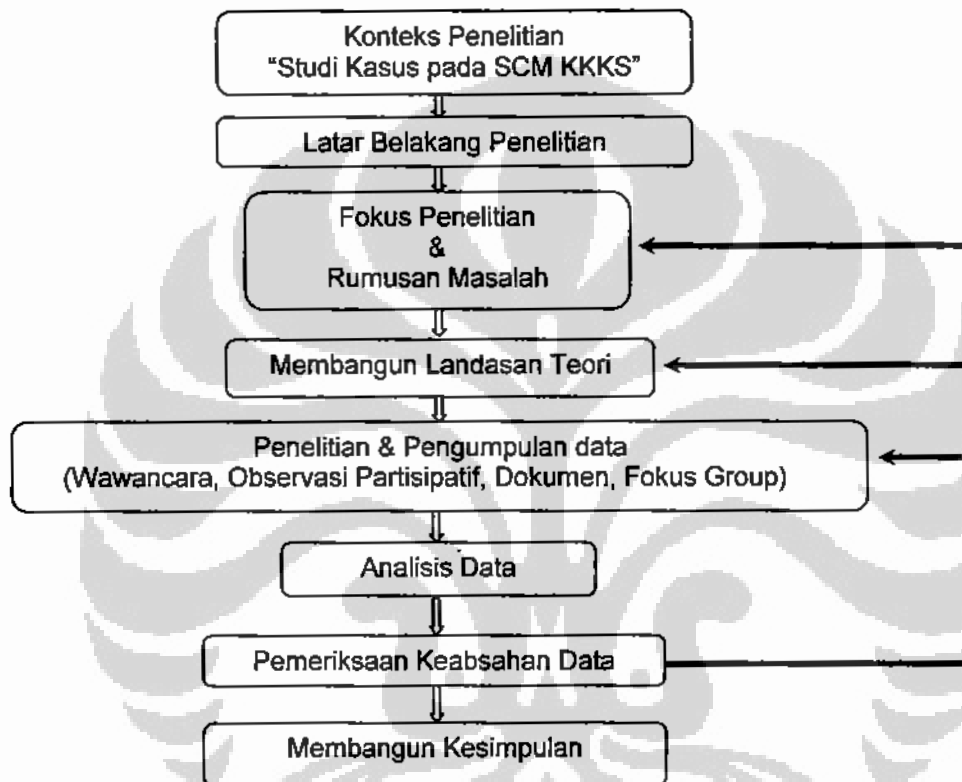 Konteks Penelitian
“Studi Kasus pada SCM KKKS”
Latar Belakang Penelitian
Fokus Penelitian
&
Rumusan Masalah
Membangun Landasan Teori
Penelitian & Pengumpulan data
(Wawancara, Observasi Partisipatif, Dokumen, Fokus Group)
Analisis Data
Pemeriksaan Keabsahan Data
Membangun Kesimpulan